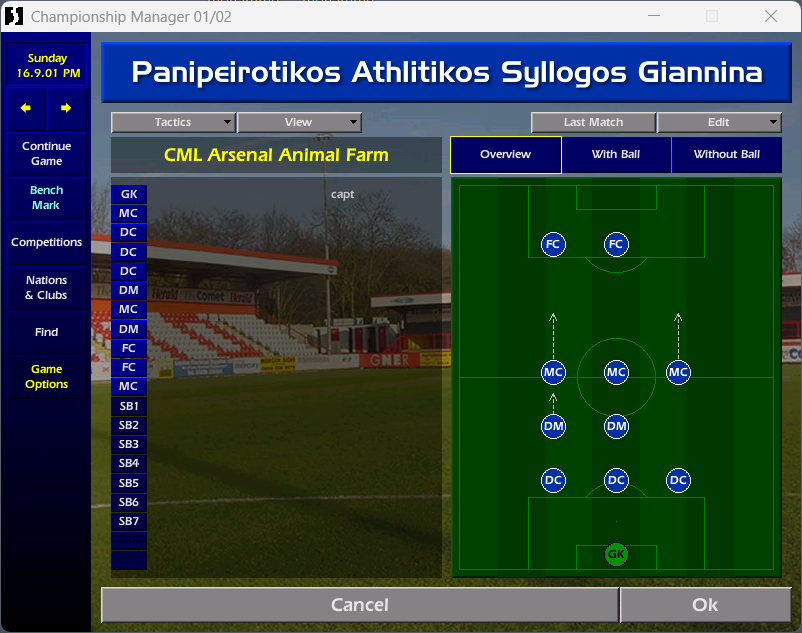 Championship Manager 01/02
Sunday
16.9.01 PM
Panipeirotikos Athlitikos Syllogos Giannina
Tactics
View
Last Match
Edit
Continue
Game
Bench
Mark
Competitions
Nations
& Clubs
Find
Game
Options
CML Arsenal Animal Farm
Overview
With Ball
Without Ball
GK capt
MC
DC
DC
DC
DM
MC
DM
FC
FC
MC
SB1
SB2
SB3
SB4
SB5
SB6
SB7
FC FC
MC MC MC
DM DM
DC DC DC
GK
GNER
Cancel
Ok